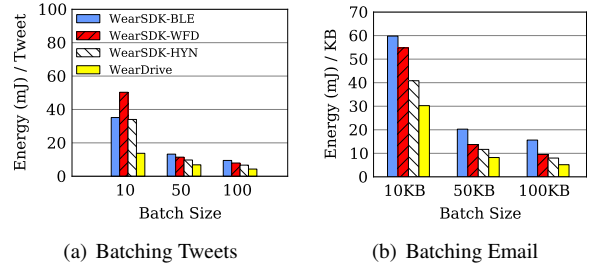 100
80
60
40
20
0
Energy (mJ) / Tweet
WearSDK-BLE
WearSDK-WFD
WearSDK-HYN
WearDrive
10 50 100
Batch Size
(a) Batching Tweets
70
60
50
40
30
20
10
0
Energy (mJ) / KB
10KB 50KB 100KB
Batch Size
(b) Batching Email